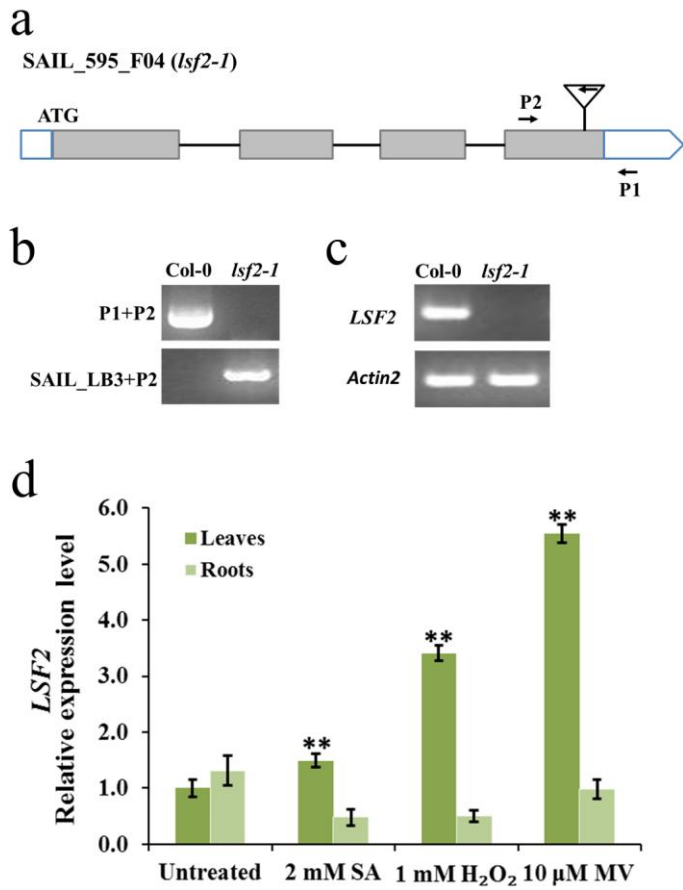 a
SAIL_595_F04 (lsf2-1)
ATG
P2
P1
b
Col-0 lsf2-1
P1+P2
SAIL_LB3+P2
c
Col-0 lsf2-1
LSF2
Actin2
d
LSF2
Relative expression level
6.0
5.0
4.0
3.0
2.0
1.0
0.0
Leaves
Roots
**
**
**
Untreated 2 mM SA 1 mM H₂O₂ 10 µM MV